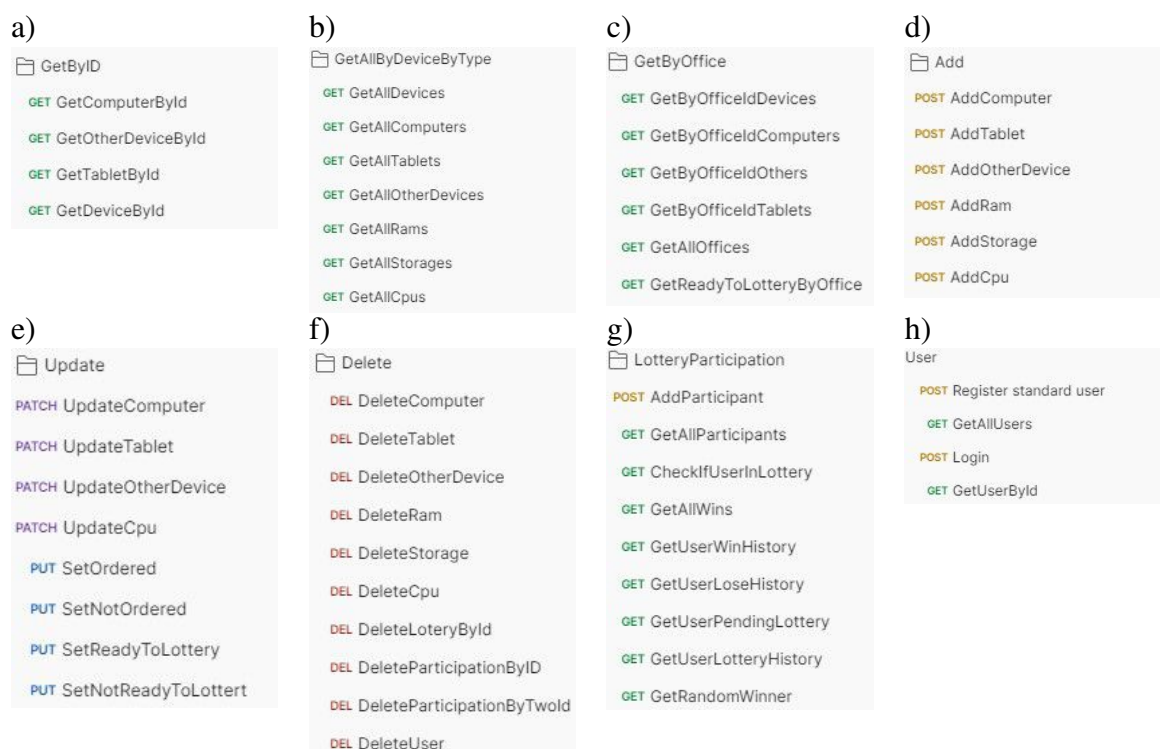 a)
GetByID
GET GetComputerById
GET GetOtherDeviceById
GET GetTabletById
GET GetDeviceById
b)
GetAllByDeviceByType
GET GetAllDevices
GET GetAllComputers
GET GetAllTablets
GET GetAllOtherDevices
GET GetAllRams
GET GetAllStorages
GET GetAllCpus
c)
GetByOffice
GET GetByOfficeIdDevices
GET GetByOfficeIdComputers
GET GetByOfficeIdOthers
GET GetByOfficeIdTablets
GET GetAllOffices
GET GetReadyToLotteryByOffice
d)
Add
POST AddComputer
POST AddTablet
POST AddOtherDevice
POST AddRam
POST AddStorage
POST AddCpu
e)
Update
PATCH UpdateComputer
PATCH UpdateTablet
PATCH UpdateOtherDevice
PATCH UpdateCpu
PUT SetOrdered
PUT SetNotOrdered
PUT SetReadyToLottery
PUT SetNotReadyToLottert
f)
Delete
DEL DeleteComputer
DEL DeleteTablet
DEL DeleteOtherDevice
DEL DeleteRam
DEL DeleteStorage
DEL DeleteCpu
DEL DeleteLoteryById
DEL DeleteParticipationByID
DEL DeleteParticipationByTwoId
DEL DeleteUser
g)
LotteryParticipation
POST AddParticipant
GET GetAllParticipants
GET CheckIfUserInLottery
GET GetAllWins
GET GetUserWinHistory
GET GetUserLoseHistory
GET GetUserPendingLottery
GET GetUserLotteryHistory
GET GetRandomWinner
h)
User
POST Register standard user
GET GetAllUsers
POST Login
GET GetUserById